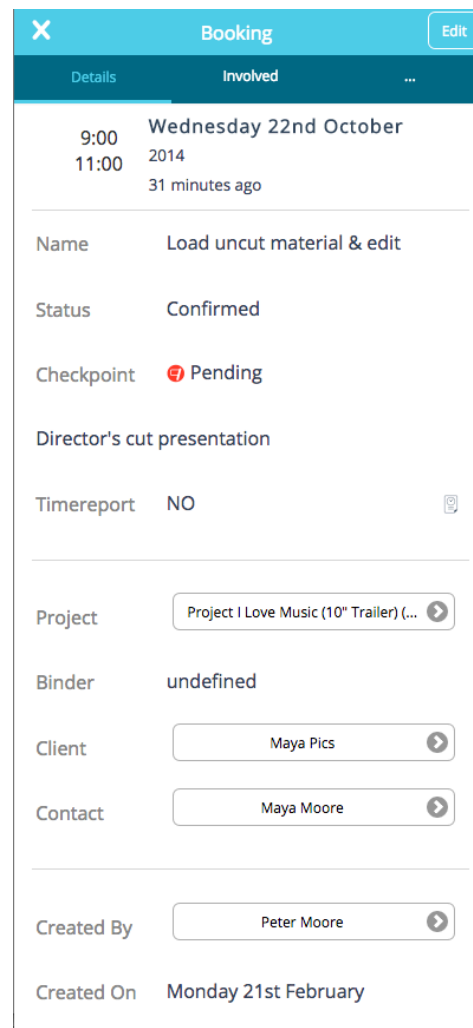 Booking
Edit
Details
Involved
...
9:00
11:00
Wednesday 22nd October
2014
31 minutes ago
Name Load uncut material & edit
Status Confirmed
Checkpoint Pending
Director's cut presentation
Timereport NO
Project Project I Love Music (10" Trailer) (...
Binder undefined
Client Maya Pics
Contact Maya Moore
Created By Peter Moore
Created On Monday 21st February